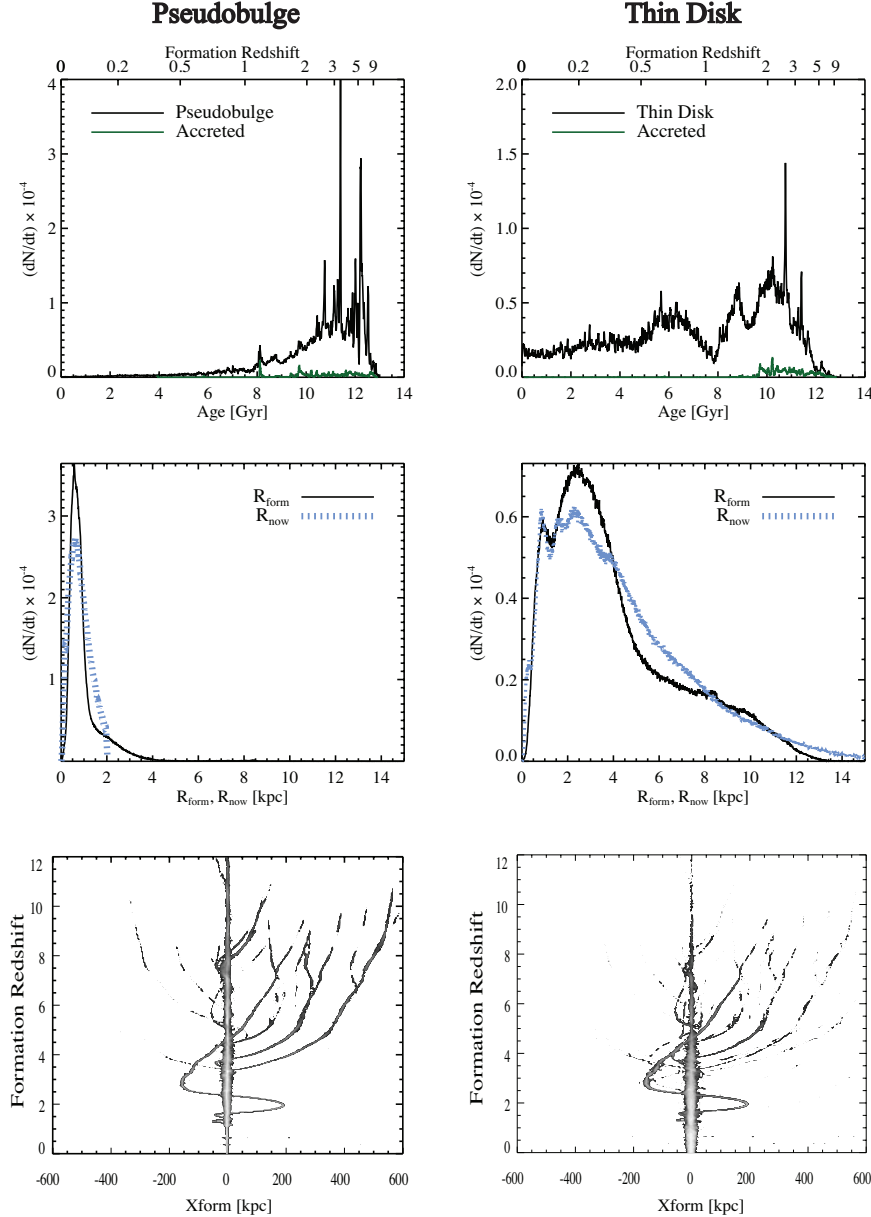 Pseudobulge Thin Disk
Formation Redshift Formation Redshift
0 0.2 0.5 1 2 3 5 9 0 0.2 0.5 1 2 3 5 9
4 2.0
Pseudobulge Thin Disk
Accreted Accreted
3 1.5
(dN/dt) × 10⁻⁴ (dN/dt) × 10⁻⁴
2 1.0
1 0.5
0 0.0
0 2 4 6 8 10 12 14 0 2 4 6 8 10 12 14
Age [Gyr] Age [Gyr]
R_form R_form
R_now R_now
3 0.6
(dN/dt) × 10⁻⁴ (dN/dt) × 10⁻⁴
2 0.4
1 0.2
0.0
0 2 4 6 8 10 12 14 0 2 4 6 8 10 12 14
R_form, R_now [kpc] R_form, R_now [kpc]
12 12
10 10
8 8
Formation Redshift Formation Redshift
6 6
4 4
2 2
0 0
-600 -400 -200 0 200 400 600 -600 -400 -200 0 200 400 600
Xform [kpc] Xform [kpc]